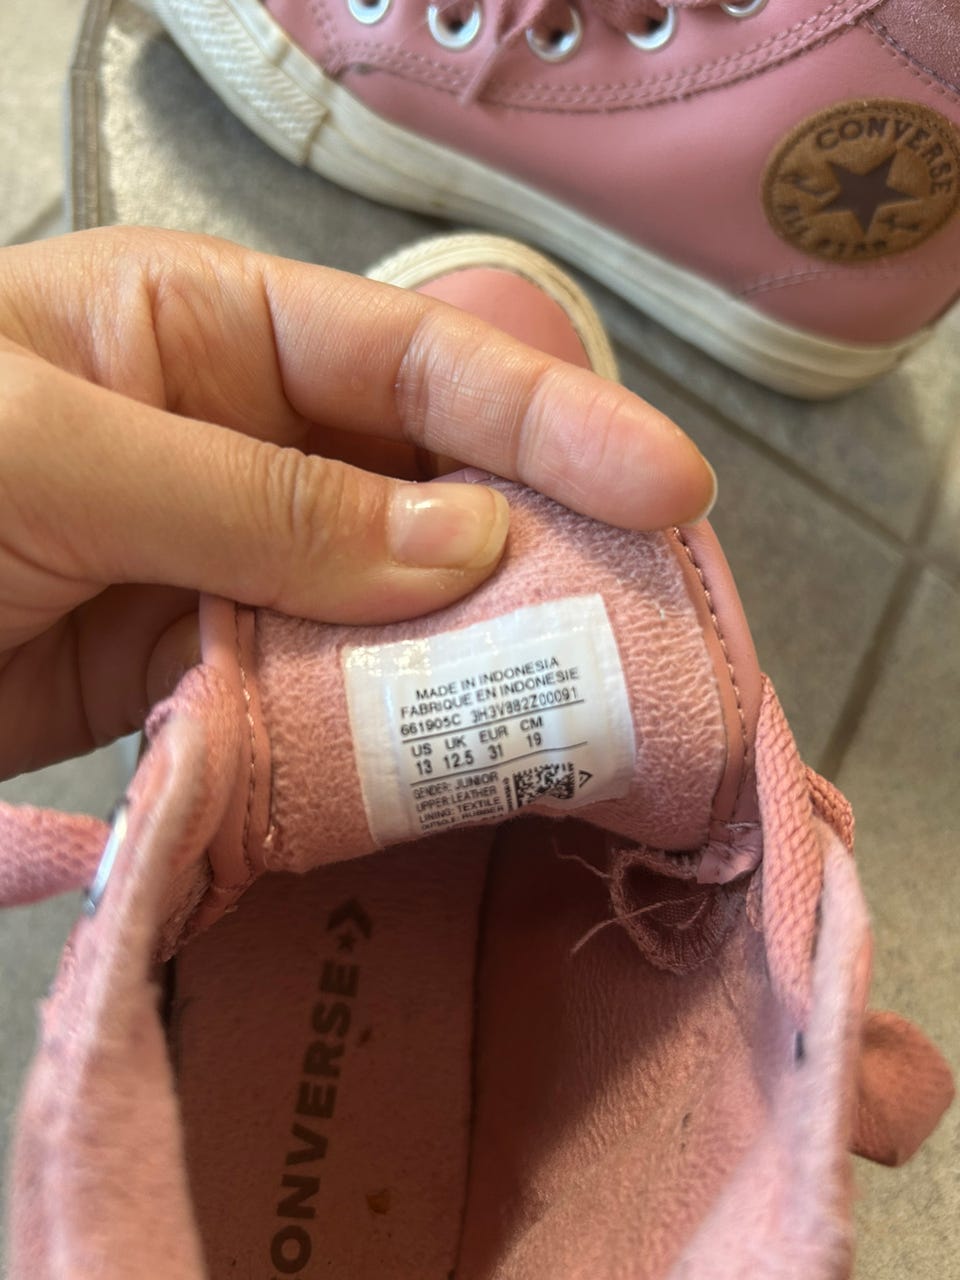 CONVERSE
ALL STAR
MADE IN INDONESIA
FABRIQUE EN INDONESIE
661905C 3H3V882Z00091
US UK EUR CM
13 12.5 31 19
GENDER: JUNIOR
UPPER: LEATHER
LINING: TEXTILE
OUTSOLE: RUBBER
CONVERSE